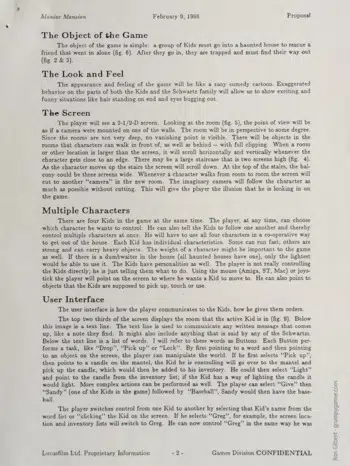 Maniac Mansion February 9, 1986 Proposal
The Object of the Game
The object of the game is simple: a group of Kids must go into a haunted house to rescue a
friend that went in alone (fig. 6). After they go in, they are trapped and must find their way out
(fig. 2 & 3).
The Look and Feel
The appearance and feeling of the game will be like a zany comedy cartoon. Exaggerated
behavior on the parts of both the Kids and the Schwartz family will allow us to show exciting and
funny situations like hair standing on end and eyes bugging out.
The Screen
The player will see a 2-1/2-D screen. Looking at the room (fig. 5), the point of view will be
as if a camera were mounted on one of the walls. The room will be in perspective to some degree.
Since the rooms are not very deep, no vanishing point is visible. There will be objects in the
rooms that characters can walk in front of, as well as behind – with full clipping. When a room
or other location is larger than the screen, it will scroll horizontally and vertically whenever the
character gets close to an edge. There may be a large staircase that is two screens high (fig. 4).
As the character moves up the stairs the screen will scroll down. At the top of the stairs, the bal-
cony could be three screens wide. Whenever a character walks from room to room the screen will
cut to another "camera" in the new room. The imaginary camera will follow the character as
much as possible without cutting. This will give the player the illusion that he is looking in on
the game.
Multiple Characters
There are four Kids in the game at the same time. The player, at any time, can choose
which character he wants to control. He can also tell the Kids to follow one another and thereby
control multiple characters at once. He will have to use all four characters in a co-operative way
to get out of the house. Each Kid has individual characteristics. Some can run fast, others are
strong and can carry heavy objects. The weight of a character might be important to the game
as well. If there is a dumbwaiter in the house (all haunted houses have one), only the lightest
would be able to use it. The Kids have personalities as well. The player is not really controlling
the Kids directly; he is just telling them what to do. Using the mouse (Amiga, ST, Mac) or joys-
tick the player will point on the screen to where he wants a Kid to move to. He can also point to
objects that the Kids are supposed to pick up, touch or use.
User Interface
The user interface is how the player communicates to the Kids, how he gives them orders.
The top two thirds of the screen displays the room that the active Kid is in (fig. 9). Below
this image is a text line. The text line is used to communicate any written message that comes
up, like a note they find. It might also include anything that is said by any of the Schwartz.
Below the text line is a list of words. I will refer to these words as Buttons. Each Button per-
forms a task, like "Drop", "Pick up" or "Lock". By first pointing to a word and then pointing
to an object on the screen, the player can manipulate the world. If he first selects "Pick up",
then points to a candle on the mantel, the Kid he is controlling will go over to the mantel and
pick up the candle, which would then be added to his inventory. He could then select "Light"
and point to the candle from the inventory list; if the Kid has a way of lighting the candle it
would light. More complex actions can be performed as well. The player can select "Give" then
"Sandy" (one of the Kids in the game) followed by "Baseball", Sandy would then have the base-
ball.
The player switches control from one Kid to another by selecting that Kid's name from the
word list or "clicking" the Kid on the screen. If he selects "Greg", for example, the screen loca-
tion and inventory lists will switch to Greg. He can now control "Greg" in the same way he was
Lucasfilm Ltd. Proprietary Information - 2 - Games Division CONFIDENTIAL
Ron Gilbert grumpygamer.com